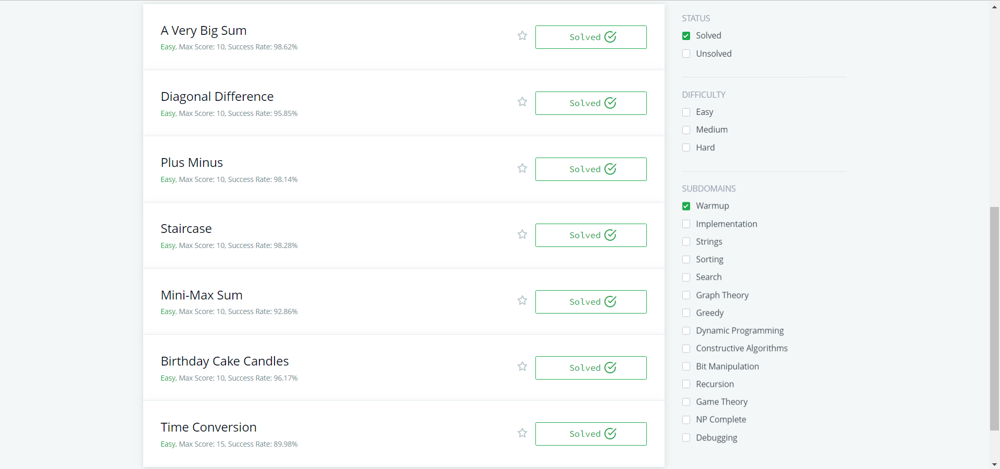 A Very Big Sum
Easy, Max Score: 10, Success Rate: 98.62%
Solved
Diagonal Difference
Easy, Max Score: 10, Success Rate: 95.85%
Solved
Plus Minus
Easy, Max Score: 10, Success Rate: 98.14%
Solved
Staircase
Easy, Max Score: 10, Success Rate: 98.28%
Solved
Mini-Max Sum
Easy, Max Score: 10, Success Rate: 92.86%
Solved
Birthday Cake Candles
Easy, Max Score: 10, Success Rate: 96.17%
Solved
Time Conversion
Easy, Max Score: 15, Success Rate: 89.98%
Solved
STATUS
Solved
Unsolved
DIFFICULTY
Easy
Medium
Hard
SUBDOMAINS
Warmup
Implementation
Strings
Sorting
Search
Graph Theory
Greedy
Dynamic Programming
Constructive Algorithms
Bit Manipulation
Recursion
Game Theory
NP Complete
Debugging